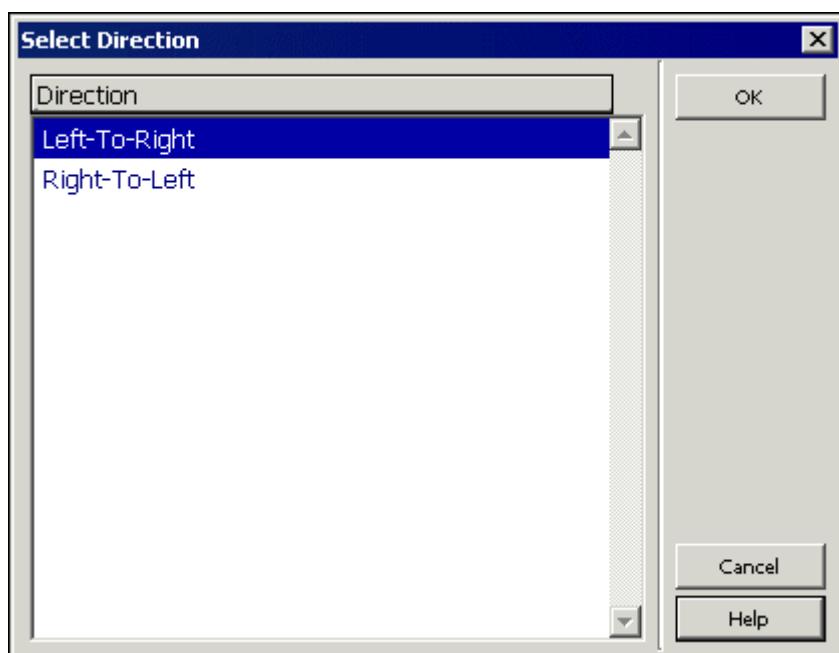 Select Direction
Direction
Left-To-Right
Right-To-Left
OK
Cancel
Help